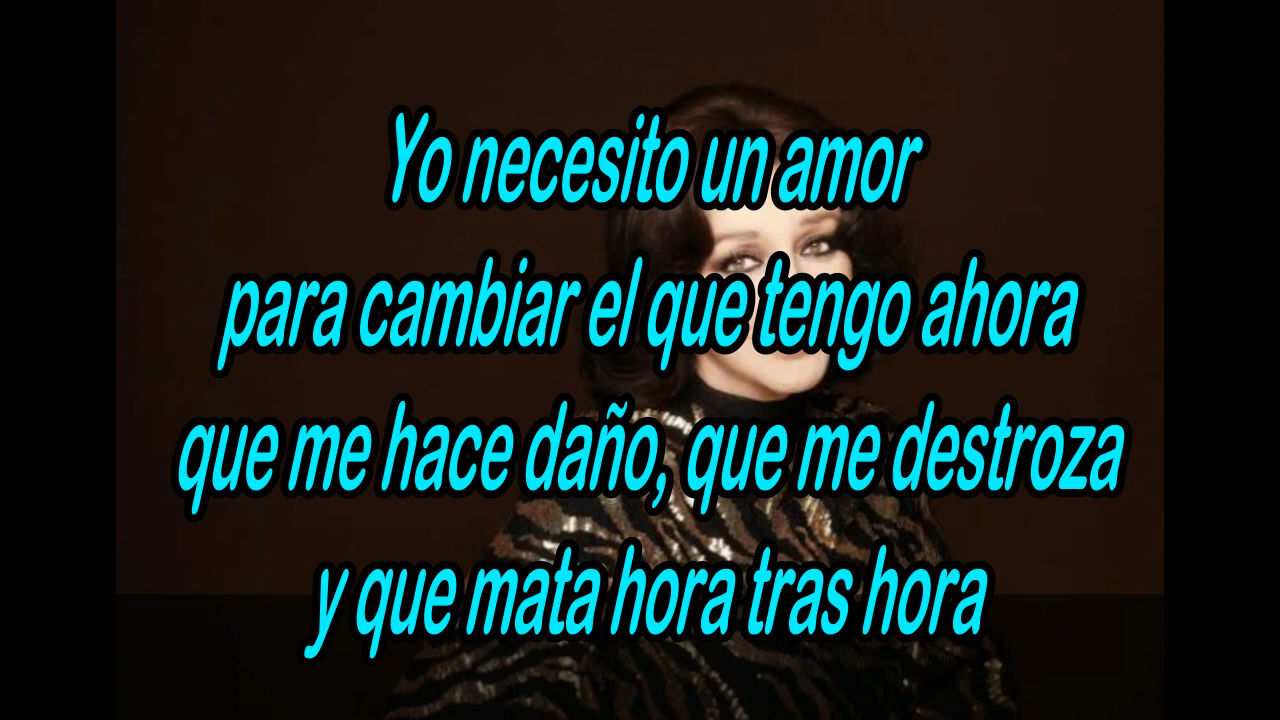 Yo necesito un amor
para cambiar el que tengo ahora
que me hace daño, que me destroza
y que mata hora tras hora